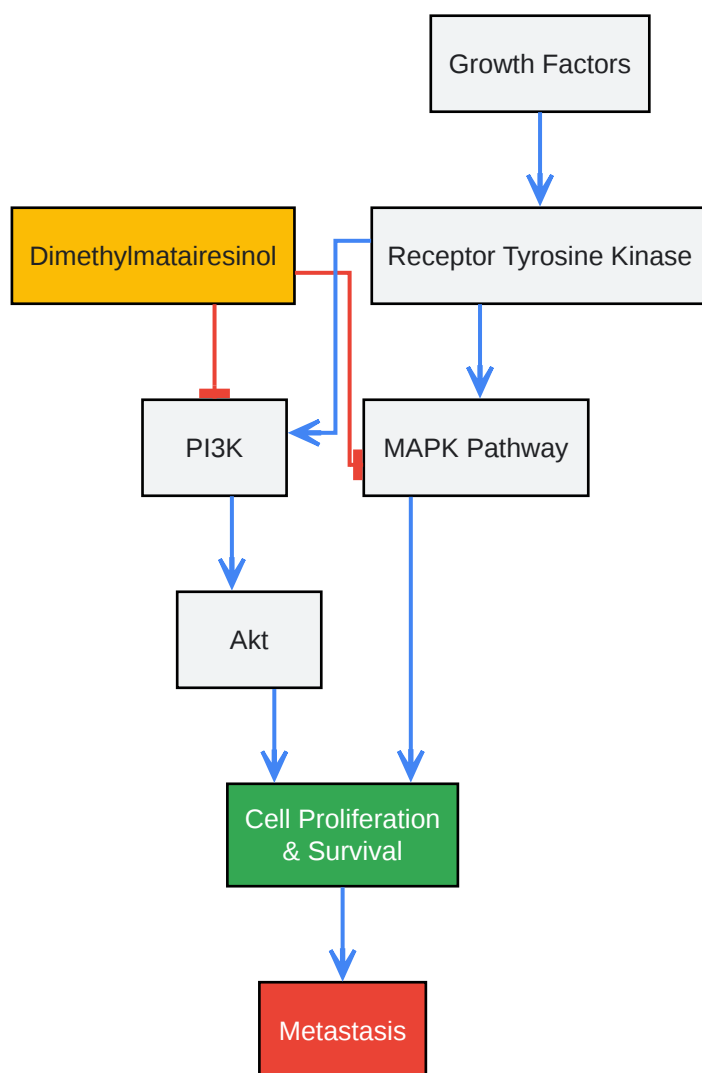 Growth Factors
Dimethylmatairesinol
Receptor Tyrosine Kinase
PI3K
MAPK Pathway
Akt
Cell Proliferation
& Survival
Metastasis